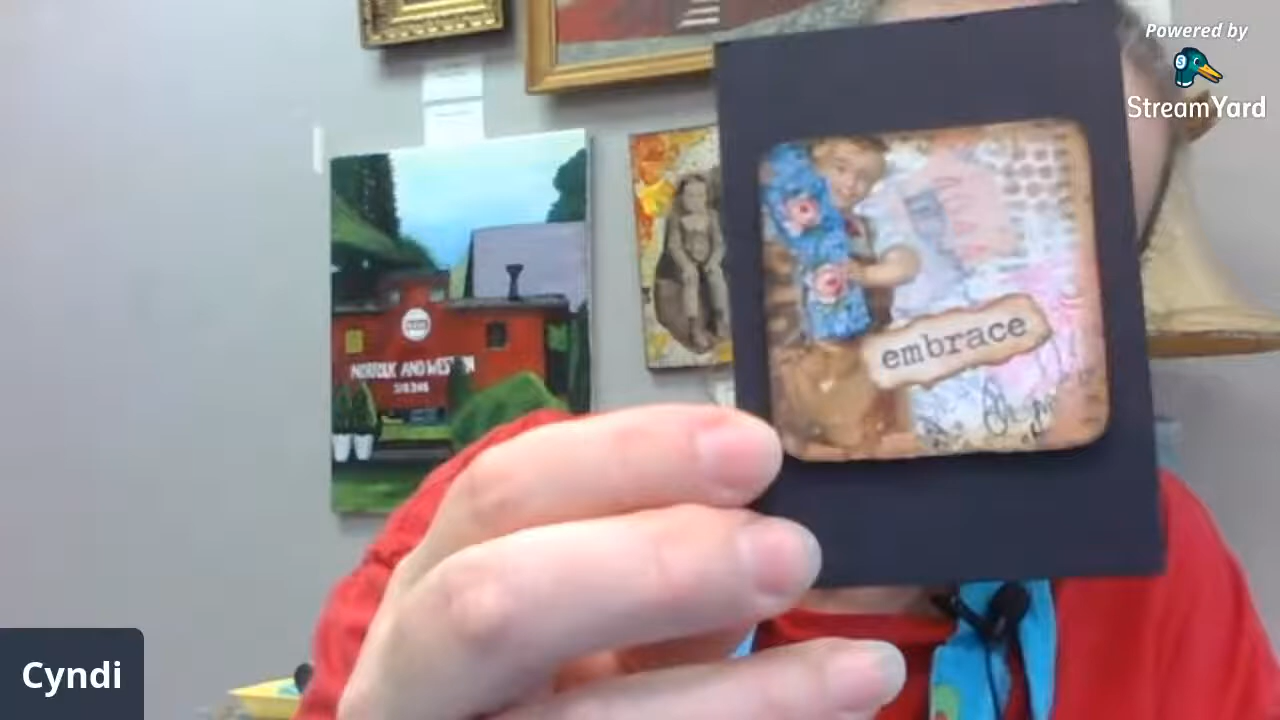 Powered by
StreamYard
NORFOLK AND WESTERN
embrace
Cyndi